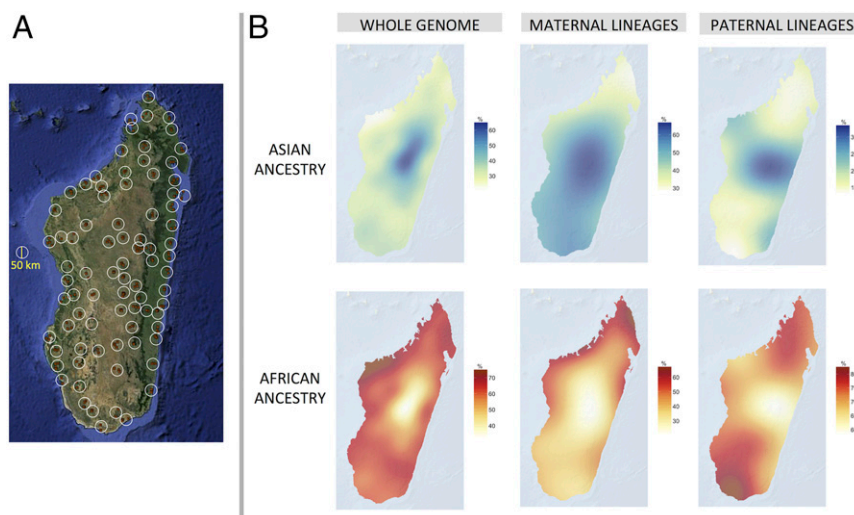 A
B
WHOLE GENOME
MATERNAL LINEAGES
PATERNAL LINEAGES
50 km
ASIAN
ANCESTRY
%
60
50
40
30
%
60
50
40
30
%
AFRICAN
ANCESTRY
%
70
60
50
40
%
60
50
40
30
%